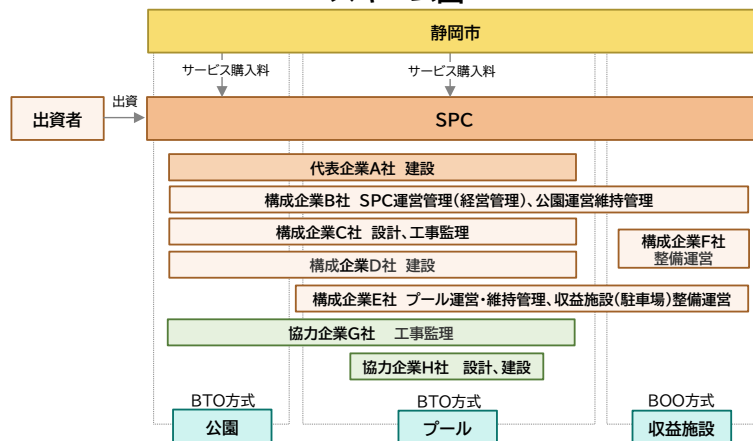 静岡市
サービス購入料
サービス購入料
出資者
出資
SPC
代表企業A社 建設
構成企業B社 SPC運営管理(経営管理)、公園運営維持管理
構成企業C社 設計、工事監理
構成企業F社
整備運営
構成企業D社 建設
構成企業E社 プール運営・維持管理、収益施設(駐車場)整備運営
協力企業G社 工事監理
協力企業H社 設計、建設
BTO方式
BTO方式
BOO方式
公園
プール
収益施設